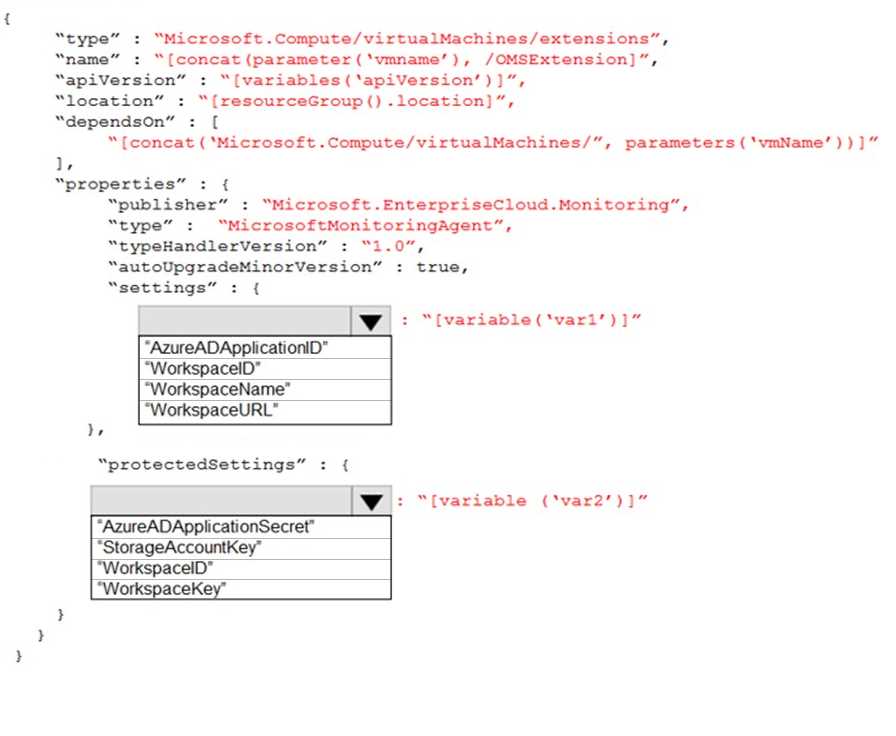 {
“type” : “Microsoft.Compute/virtualMachines/extensions”,
“name” : “[concat(parameter(‘vmname’), /OMSExtension]”,
“apiVersion” : “[variables(‘apiVersion’)]”,
“location” : “[resourceGroup().location]”,
“dependsOn” : [
“[concat(‘Microsoft.Compute/virtualMachines/”, parameters(‘vmName’))]”
],
“properties” : {
“publisher” : “Microsoft.EnterpriseCloud.Monitoring”,
“type” : “MicrosoftMonitoringAgent”,
“typeHandlerVersion” : “1.0”,
“autoUpgradeMinorVersion” : true,
“settings” : {
: “[variable(‘var1’)]”
“AzureADApplicationID”
“WorkspaceID”
“WorkspaceName”
“WorkspaceURL”
},
“protectedSettings” : {
: “[variable (‘var2’)]”
“AzureADApplicationSecret”
“StorageAccountKey”
“WorkspaceID”
“WorkspaceKey”
}
}
}